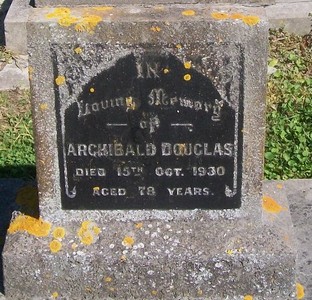 IN
Loving Memory
OF
ARCHIBALD DOUGLAS
DIED 15TH OCT. 1930
AGED 78 YEARS.